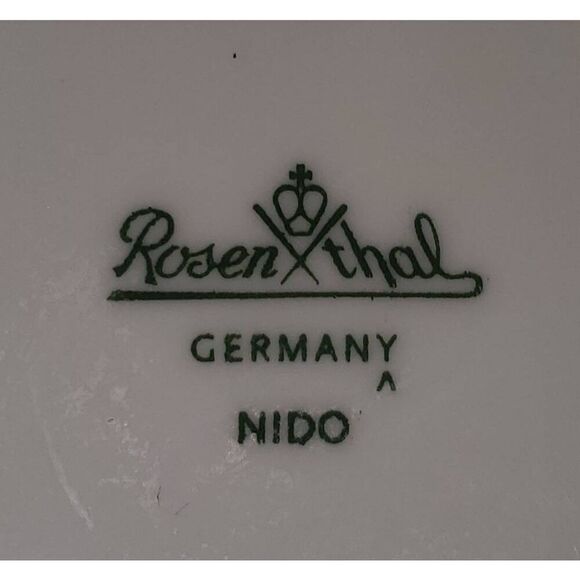 Rosenthal
GERMANY
^
NIDO